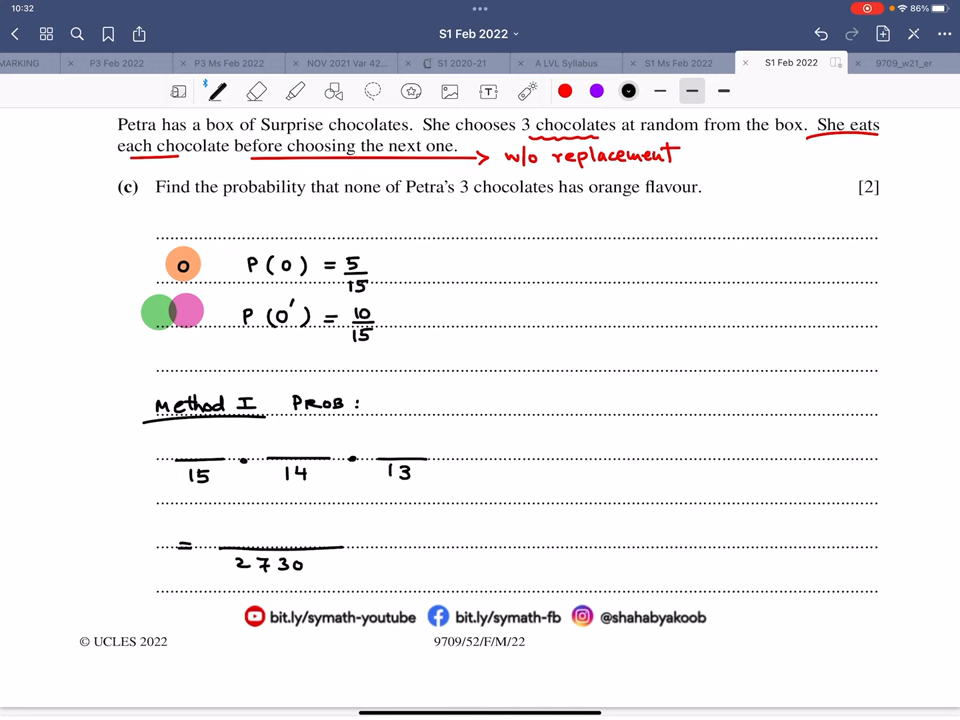 10:32
86%
S1 Feb 2022
MARKING P3 Feb 2022 P3 Ms Feb 2022 NOV 2021 Var 42... S1 2020-21 A LVL Syllabus S1 Ms Feb 2022 S1 Feb 2022 9709_w21_er
Petra has a box of Surprise chocolates. She chooses 3 chocolates at random from the box. She eats
each chocolate before choosing the next one.
w/o replacement
(c) Find the probability that none of Petra's 3 chocolates has orange flavour. [2]
O P(O) = 5/15
P(O') = 10/15
Method I PROB :
__/15 . __/14 . __/13
= __/2730
bit.ly/symath-youtube bit.ly/symath-fb @shahabyakoob
© UCLES 2022 9709/52/F/M/22